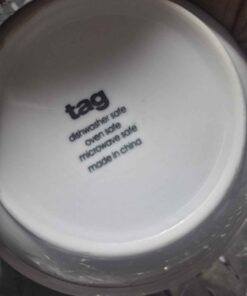 tag
dishwasher safe
oven safe
microwave safe
made in china